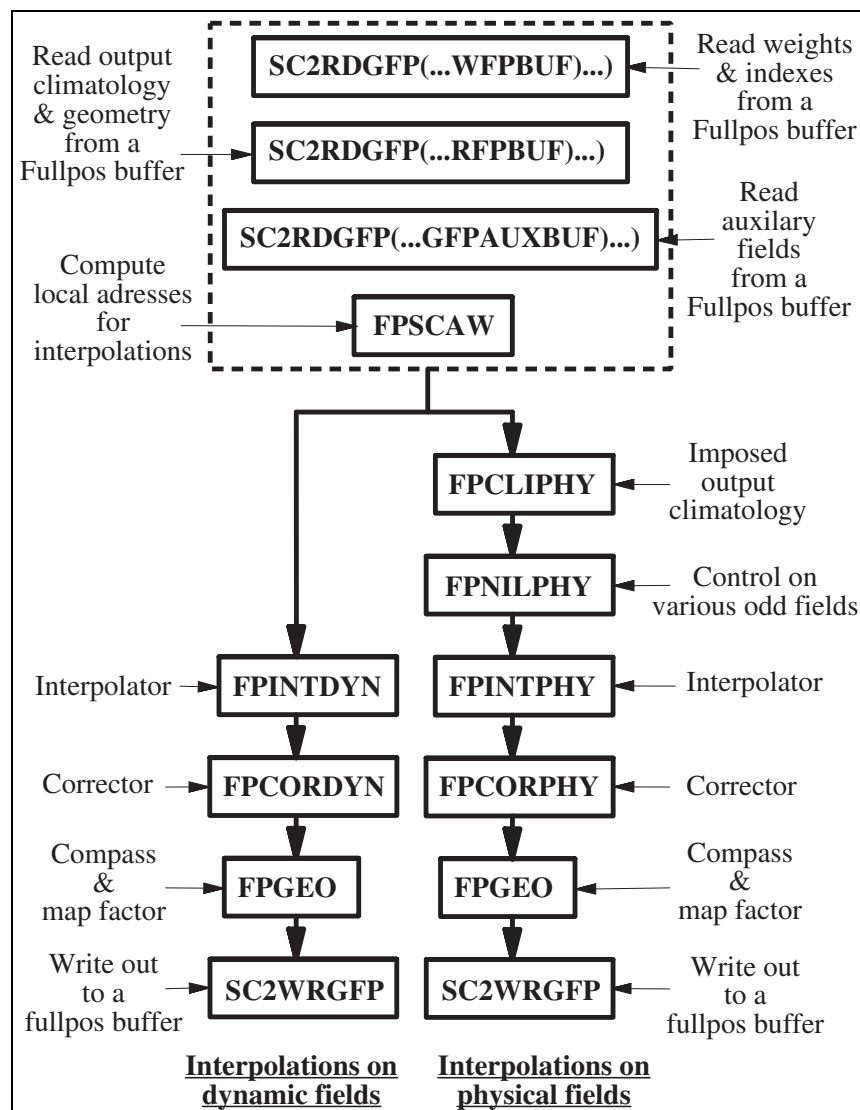 Read output
climatology
& geometry
from a
Fullpos buffer
SC2RDGFP(...WFPBUF)...)
Read weights
& indexes
from a
Fullpos buffer
SC2RDGFP(...RFPBUF)...)
SC2RDGFP(...GFPAUXBUF)...)
Read
auxilary
fields
from a
Fullpos buffer
Compute
local adresses
for
interpolations
FPSCAW
FPCLIPHY
Imposed
output
climatology
FPNILPHY
Control on
various odd fields
Interpolator
FPINTDYN
FPINTPHY
Interpolator
Corrector
FPCORDYN
FPCORPHY
Corrector
Compass
&
map factor
FPGEO
FPGEO
Compass
&
map factor
Write out
to a
fullpos buffer
SC2WRGFP
SC2WRGFP
Write out
to a
fullpos buffer
Interpolations on
dynamic fields
Interpolations on
physical fields